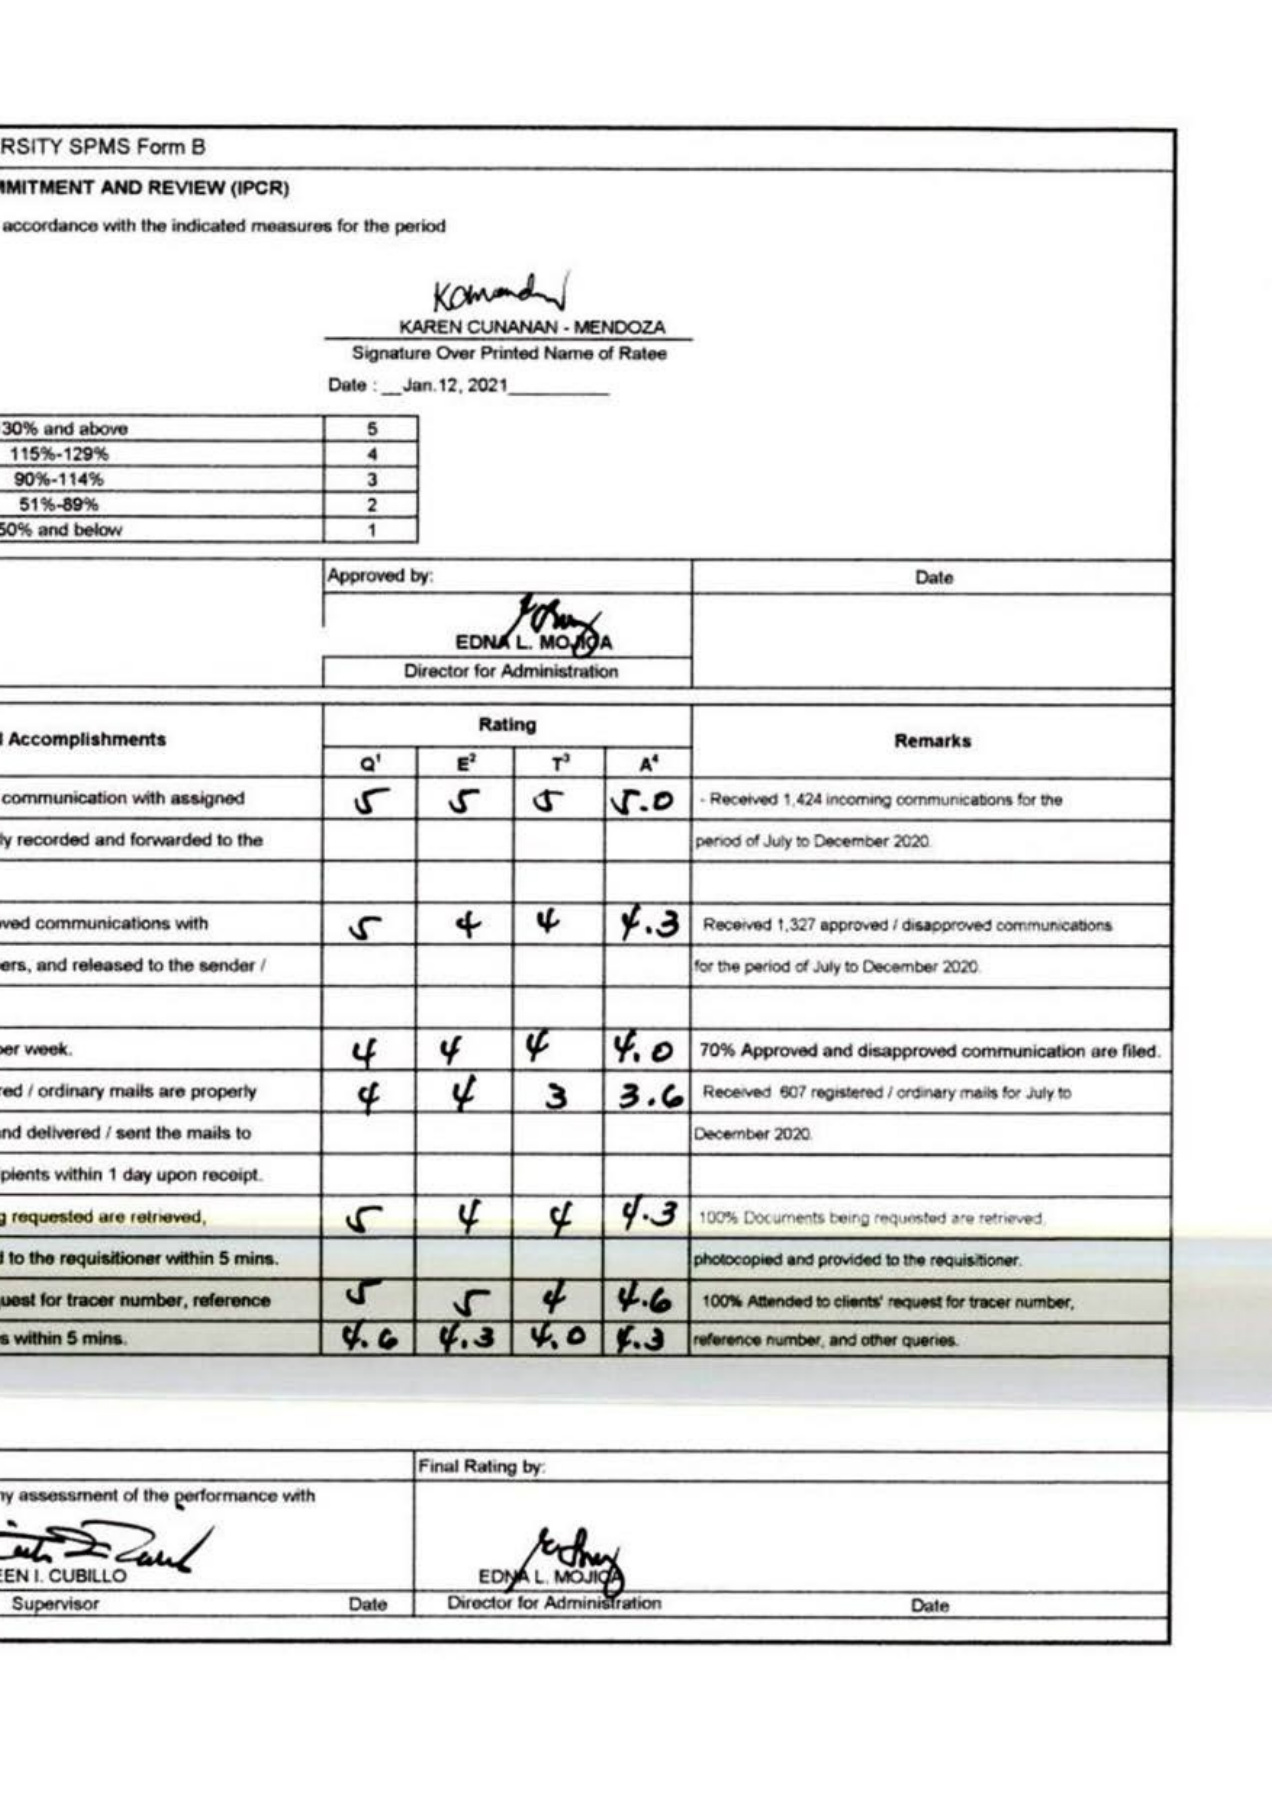 RSITY SPMS Form B
MMITMENT AND REVIEW (IPCR)
accordance with the indicated measures for the period
KAREN CUNANAN - MENDOZA
Signature Over Printed Name of Ratee
Date : __Jan.12, 2021__________
30% and above 5
115%-129% 4
90%-114% 3
51%-89% 2
50% and below 1
Approved by: Date
EDNA L. MOJICA
Director for Administration
Accomplishments Rating Remarks
Q¹ E² T³ A⁴
communication with assigned 5 5 5 5.0 - Received 1,424 incoming communications for the
ly recorded and forwarded to the period of July to December 2020.
ved communications with 5 4 4 4.3 Received 1,327 approved / disapproved communications
ers, and released to the sender / for the period of July to December 2020.
per week. 4 4 4 4.0 70% Approved and disapproved communication are filed.
red / ordinary mails are properly 4 4 3 3.6 Received 607 registered / ordinary mails for July to
and delivered / sent the mails to December 2020.
pients within 1 day upon receipt.
g requested are retrieved, 5 4 4 4.3 100% Documents being requested are retrieved,
d to the requisitioner within 5 mins. photocopied and provided to the requisitioner.
uest for tracer number, reference 5 5 4 4.6 100% Attended to clients' request for tracer number,
s within 5 mins. 4.6 4.3 4.0 4.3 reference number, and other queries.
Final Rating by:
my assessment of the performance with
EEN I. CUBILLO EDNA L. MOJICA
Supervisor Date Director for Administration Date